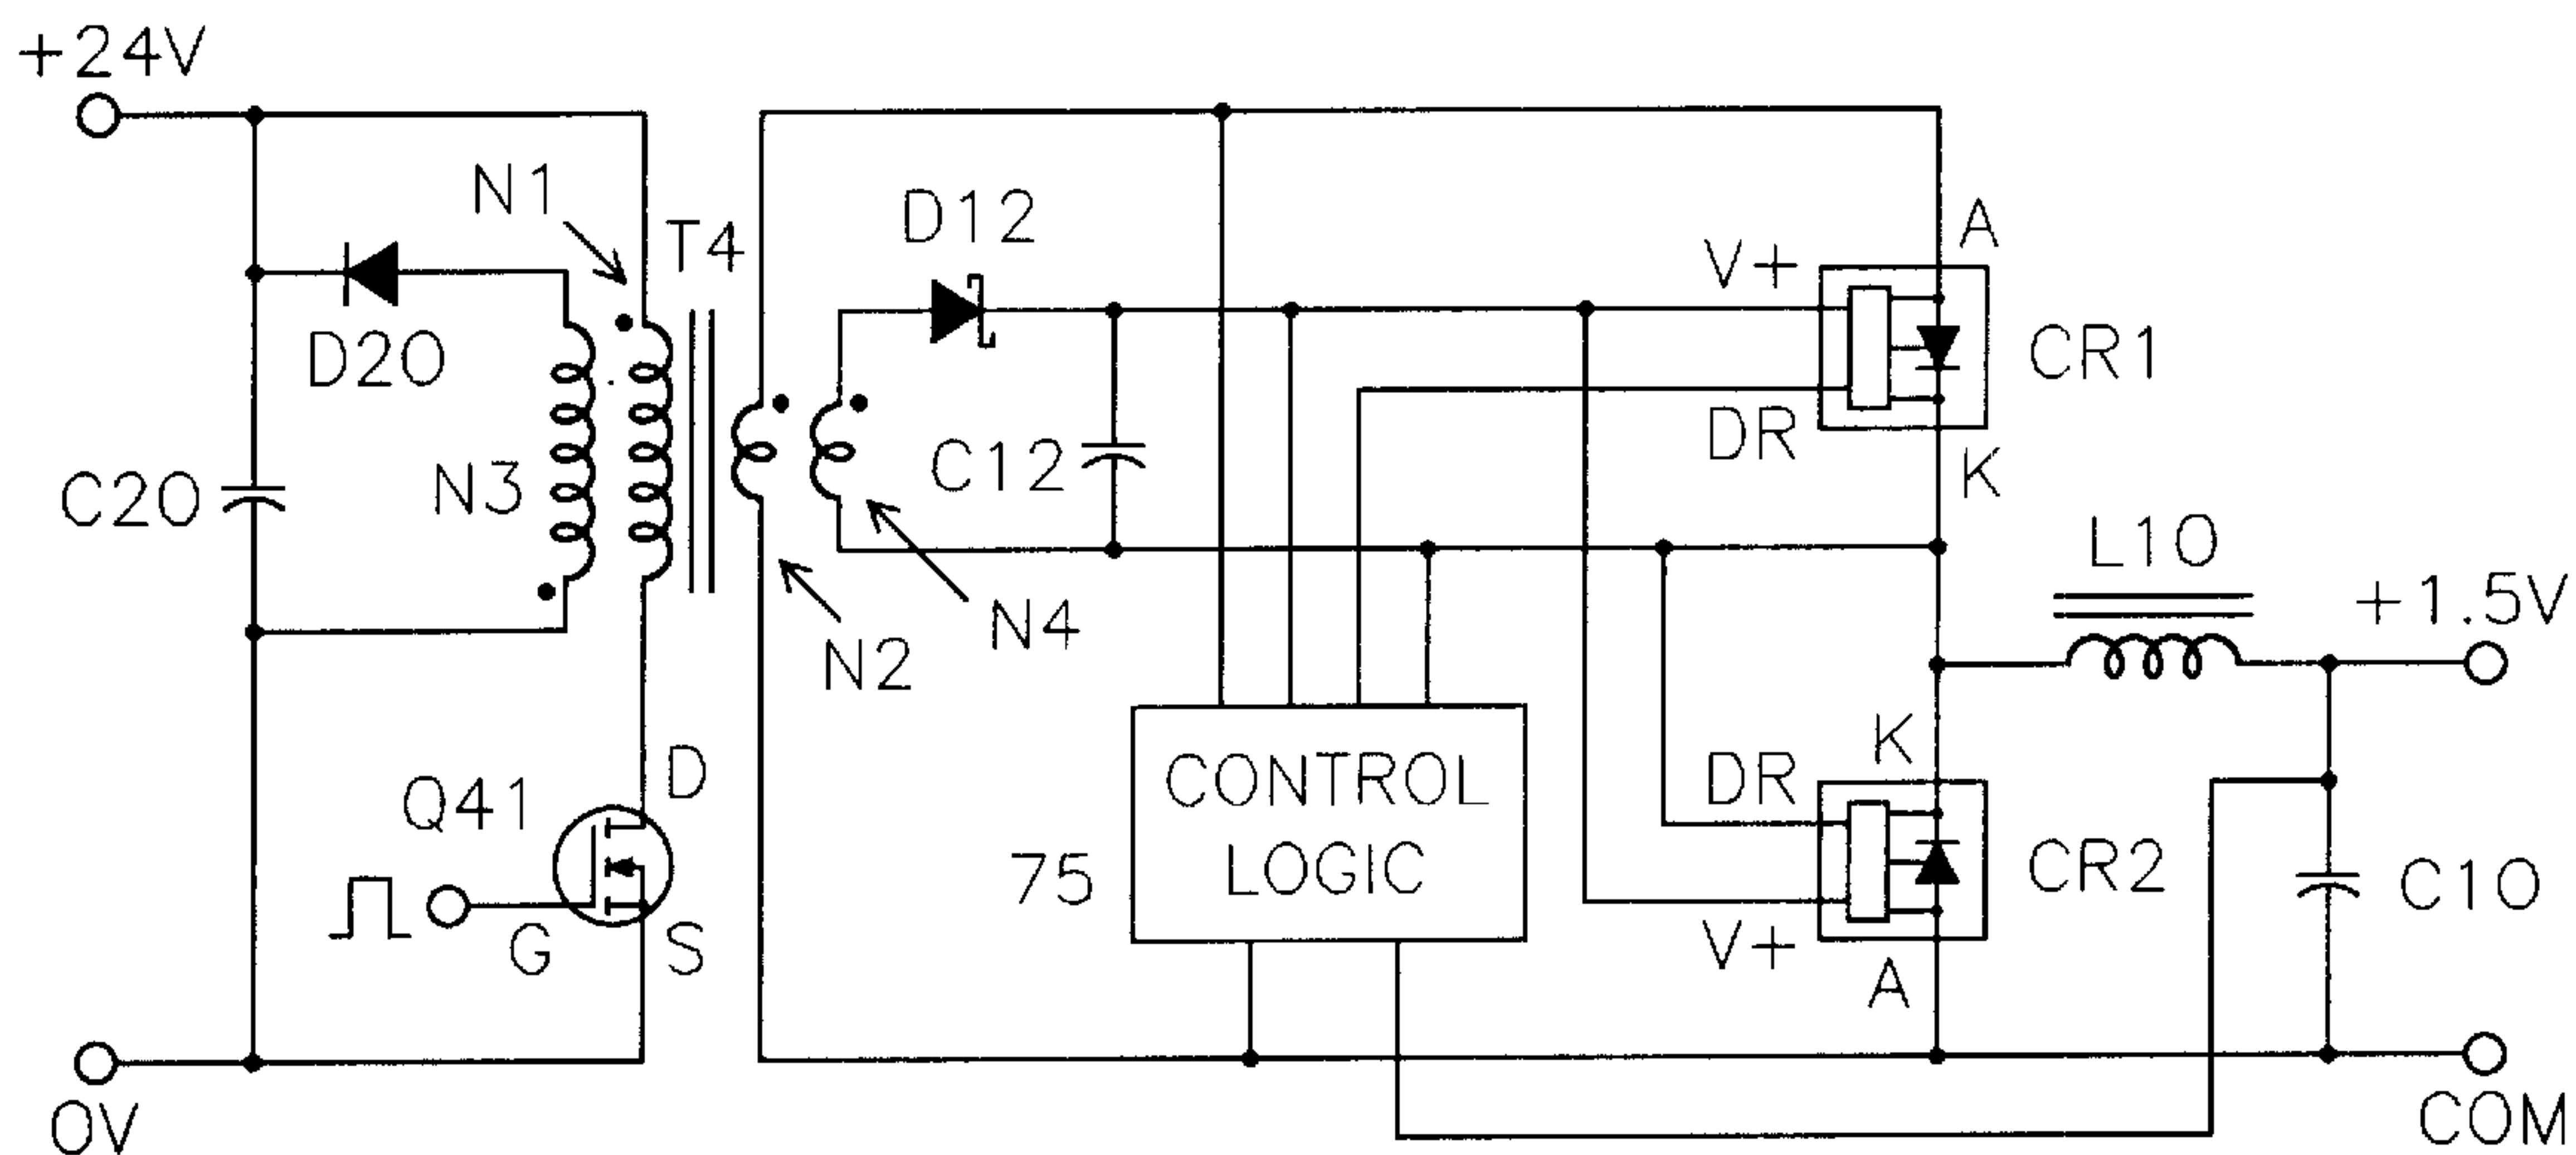 +24V
N1
T4
D12
A
V+
D20
CR1
DR
C12
K
C20
N3
L10
+1.5V
N4
N2
D
K
DR
Q41
CONTROL
LOGIC
75
CR2
C10
G
S
V+
A
0V
COM